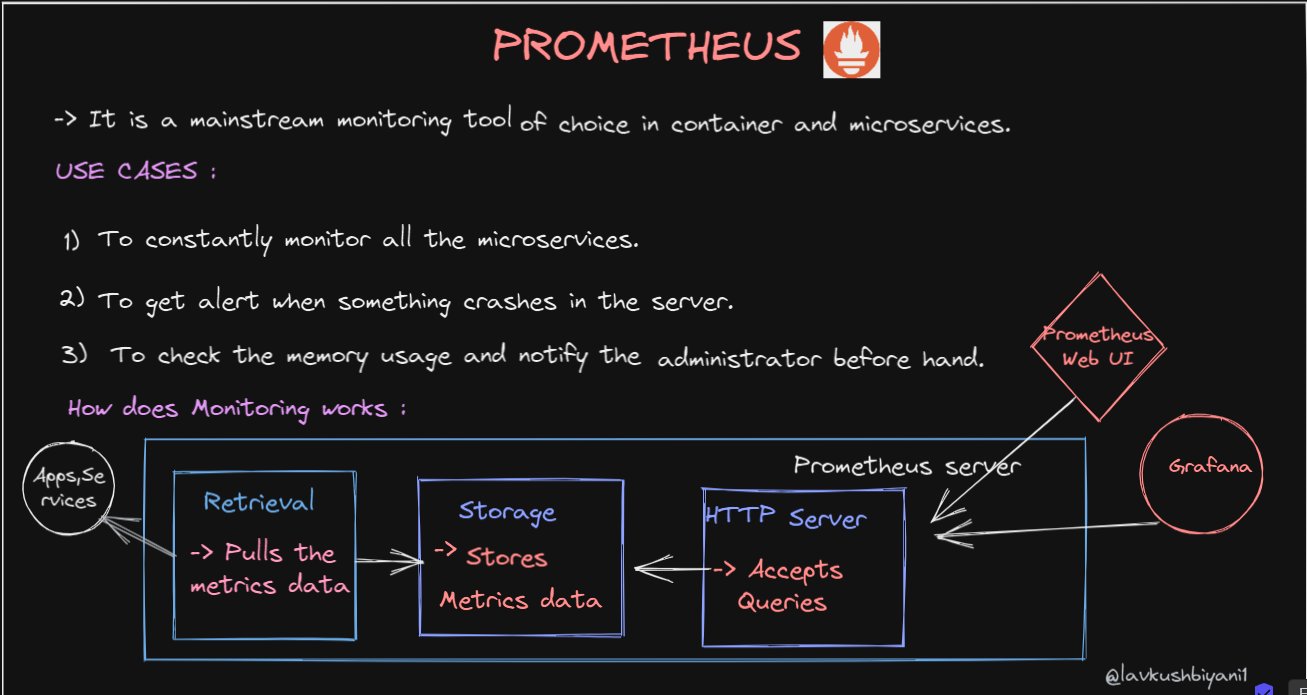 PROMETHEUS
-> It is a mainstream monitoring tool of choice in container and microservices.
USE CASES :
1) To constantly monitor all the microservices.
2) To get alert when something crashes in the server.
3) To check the memory usage and notify the administrator before hand.
How does Monitoring works :
Apps,Se
rvices
Retrieval
-> Pulls the
metrics data
Storage
-> Stores
Metrics data
Prometheus server
HTTP Server
-> Accepts
Queries
Prometheus
Web UI
Grafana
@lavkushbiyani1